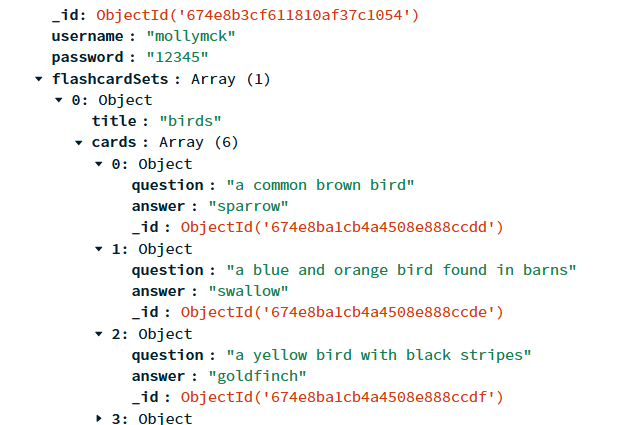 _id: ObjectId('674e8b3cf611810af37c1054')
username: "mollymck"
password: "12345"
flashcardSets: Array (1)
0: Object
title: "birds"
cards: Array (6)
0: Object
question: "a common brown bird"
answer: "sparrow"
_id: ObjectId('674e8ba1cb4a4508e888ccdd')
1: Object
question: "a blue and orange bird found in barns"
answer: "swallow"
_id: ObjectId('674e8ba1cb4a4508e888ccde')
2: Object
question: "a yellow bird with black stripes"
answer: "goldfinch"
_id: ObjectId('674e8ba1cb4a4508e888ccdf')
3: Object